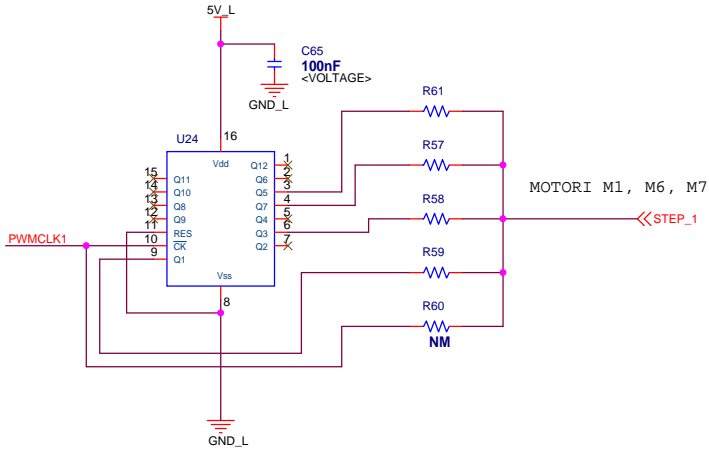 5V_L
C65
100nF
<VOLTAGE>
GND_L
R61
U24
16
Vdd
R57
15 Q11
Q12 1
14 Q10
Q6 2
13 Q8
Q5 3
12 Q9
Q7 4
11 RES
Q4 5
10 CK
Q3 6
9 Q1
Q2 7
Vss
8
R58
MOTORI M1, M6, M7
STEP_1
PWMCLK1
R59
R60
NM
GND_L